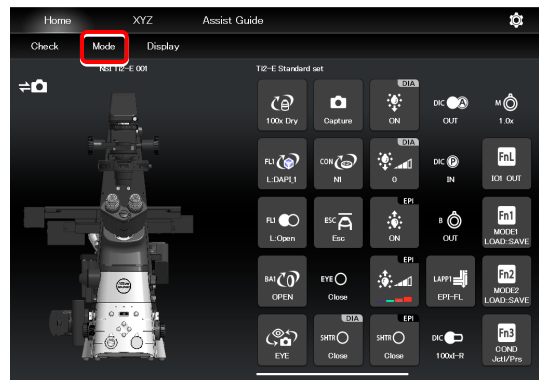 Home XYZ Assist Guide
Check Mode Display
NSI Ti2-E 001
Ti2-E Standard set
100x Dry
Capture
DIA
ON
DIC A
OUT
M
1.0x
FL1
L:DAPI_1
CON
N1
DIA
0
DIC P
IN
FnL
IO1 OUT
FL1
L:Open
ESC
Esc
EPI
ON
B
OUT
Fn1
MODE1
LOAD::SAVE
BA1
OPEN
EYE
Close
EPI
LAPP1
EPI-FL
Fn2
MODE2
LOAD::SAVE
EYE
DIA
SHTR
Close
EPI
SHTR
Close
DIC
100xI-R
Fn3
COND
Jctl/Prs